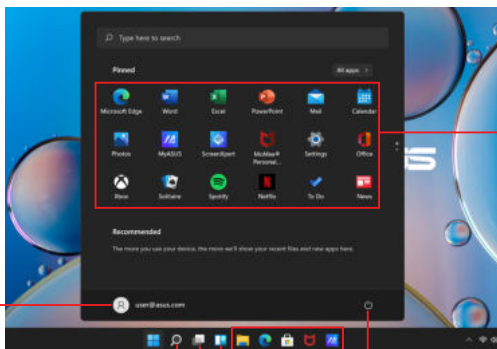 Type here to search
Pinned
All apps >
Microsoft Edge Word Excel PowerPoint Mail Calendar
Photos MyASUS ScreenXpert McAfee® Personal... Settings Office
Xbox Solitaire Spotify Netflix To Do News
Recommended
The more you use your device, the more we'll show your recent files and new apps here.
user@asus.com